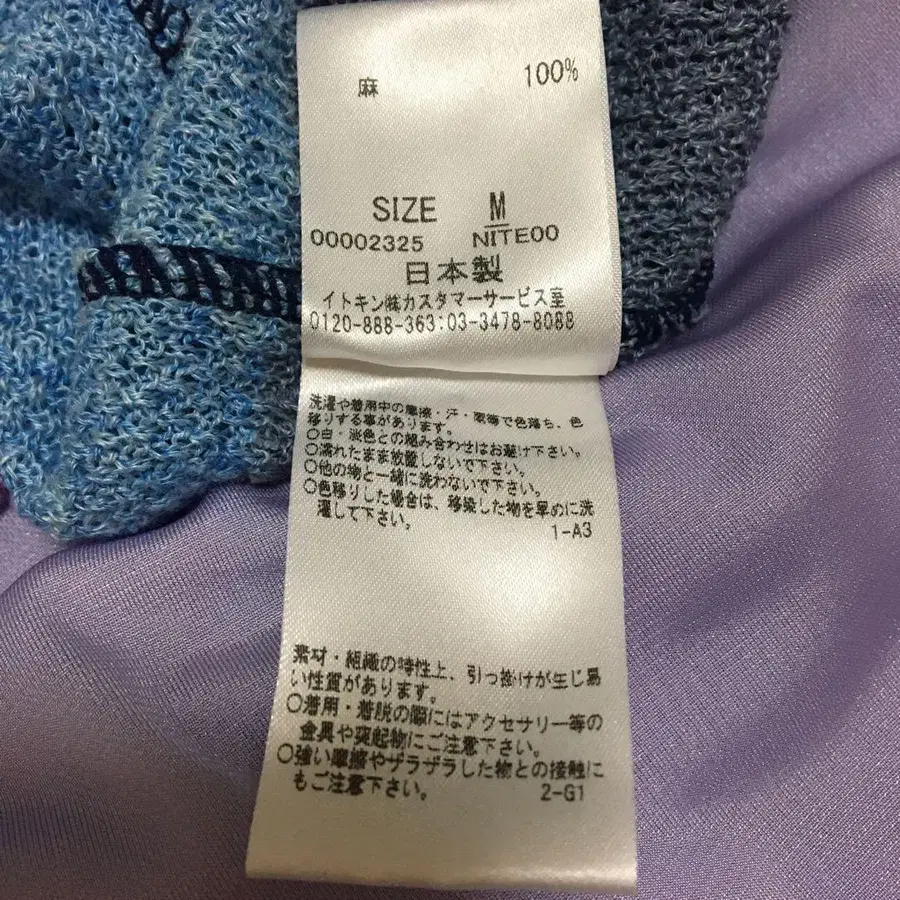 麻 100%
SIZE M
00002325 NITE00
日本製
イトキン㈱カスタマーサービス室
0120-888-363:03-3478-8088
洗濯や着用中の摩擦・汗・雨等で色落ち、色
移りする事があります。
○白・淡色との組み合わせはお避け下さい。
○濡れたまま放置しないで下さい。
○他の物と一緒に洗わないで下さい。
○色移りした場合は、移染した物を早めに洗
濯して下さい。 1-A3
素材・組織の特性上、引っ掛けが生じ易
い性質があります。
○着用・着脱の際にはアクセサリー等の
金具や突起物にご注意下さい。
○強い摩擦やザラザラした物との接触に
もご注意下さい。 2-G1